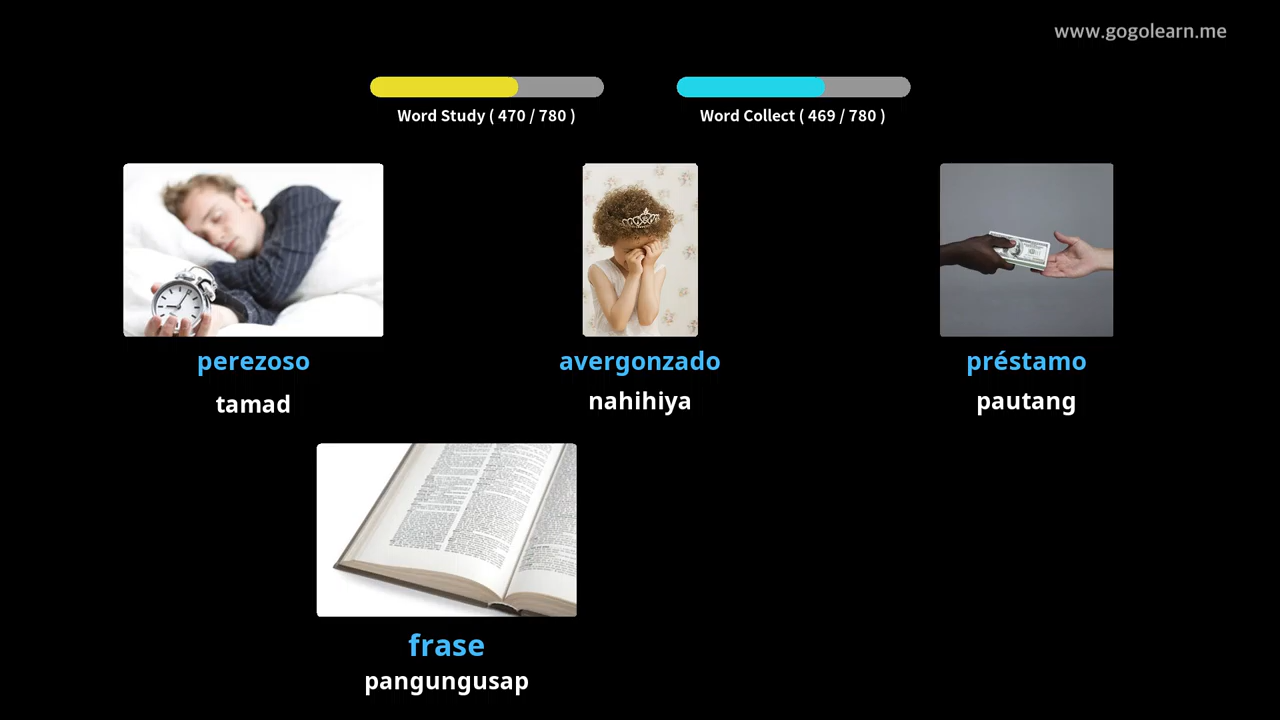 www.gogolearn.me
Word Study ( 470 / 780 )
Word Collect ( 469 / 780 )
perezoso
tamad
avergonzado
nahihiya
préstamo
pautang
frase
pangungusap